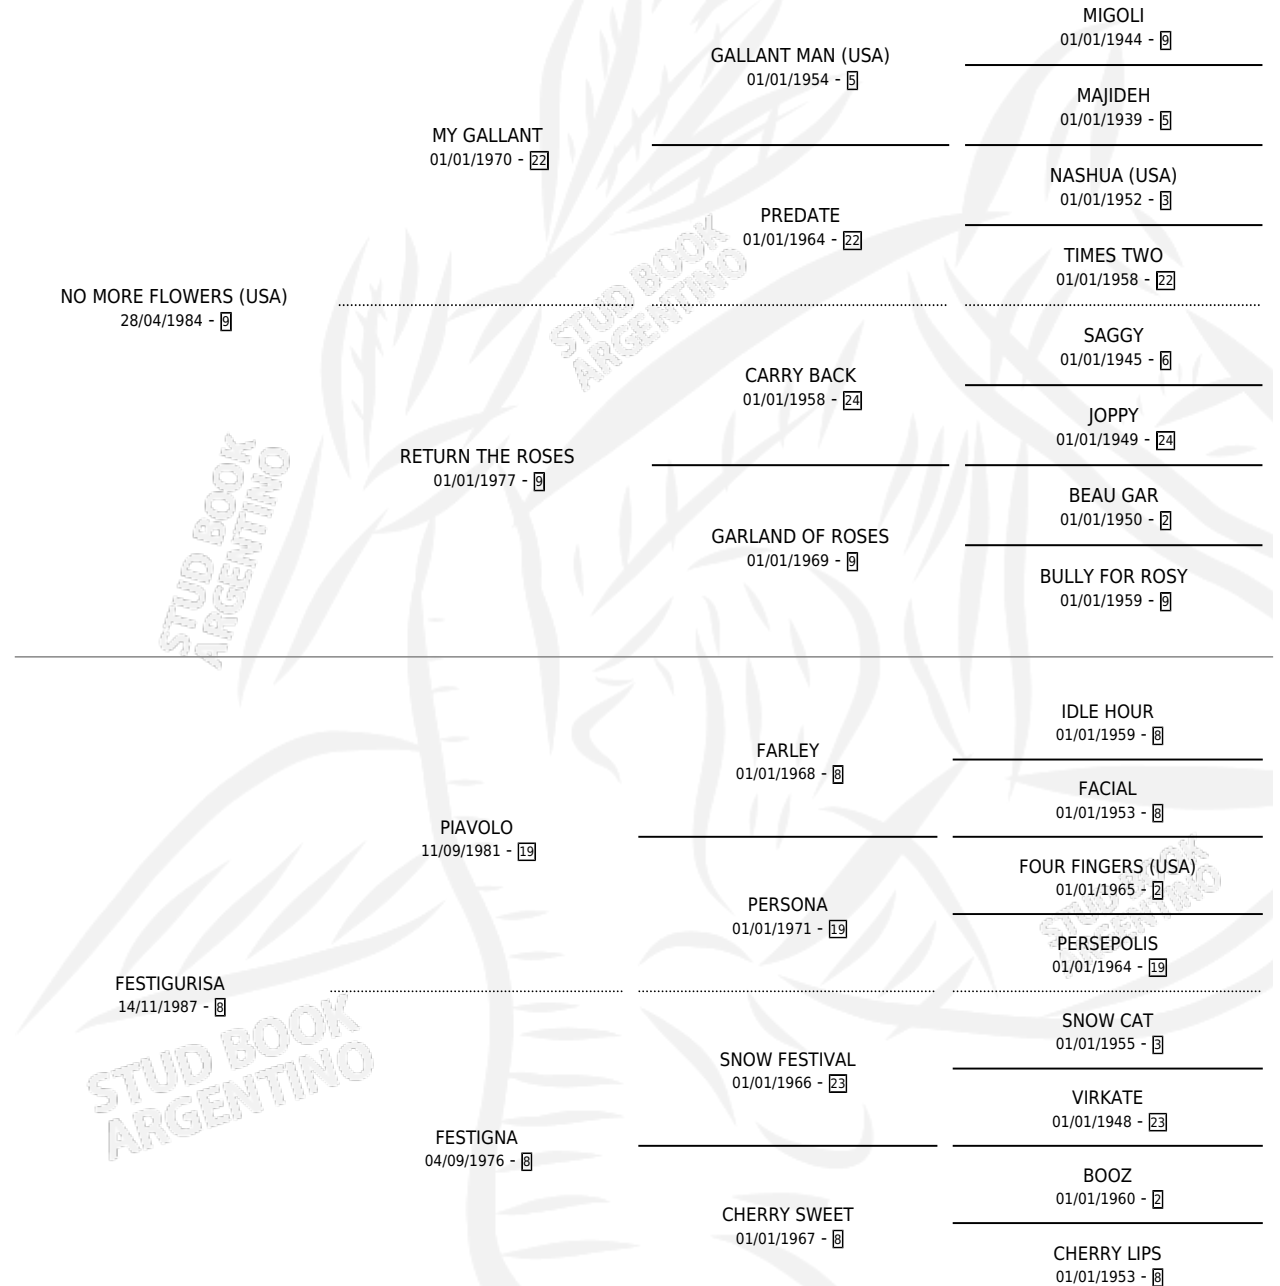 MIGOLI
01/01/1944 - 9
GALLANT MAN (USA)
01/01/1954 - 5
MAJIDEH
01/01/1939 - 5
MY GALLANT
01/01/1970 - 22
NASHUA (USA)
01/01/1952 - 3
PREDATE
01/01/1964 - 22
TIMES TWO
01/01/1958 - 22
NO MORE FLOWERS (USA)
28/04/1984 - 9
SAGGY
01/01/1945 - 6
CARRY BACK
01/01/1958 - 24
JOPPY
01/01/1949 - 24
RETURN THE ROSES
01/01/1977 - 9
BEAU GAR
01/01/1950 - 2
GARLAND OF ROSES
01/01/1969 - 9
BULLY FOR ROSY
01/01/1959 - 9
IDLE HOUR
01/01/1959 - 8
FARLEY
01/01/1968 - 8
FACIAL
01/01/1953 - 8
PIAVOLO
11/09/1981 - 19
FOUR FINGERS (USA)
01/01/1965 - 2
PERSONA
01/01/1971 - 19
PERSEPOLIS
01/01/1964 - 19
FESTIGURISA
14/11/1987 - 8
SNOW CAT
01/01/1955 - 3
SNOW FESTIVAL
01/01/1966 - 23
VIRKATE
01/01/1948 - 23
FESTIGNA
04/09/1976 - 8
BOOZ
01/01/1960 - 2
CHERRY SWEET
01/01/1967 - 8
CHERRY LIPS
01/01/1953 - 8
STUD BOOK
ARGENTINO
STUD BOOK
ARGENTINO
STUD BOOK
ARGENTINO
STUD BOOK
ARGENTINO